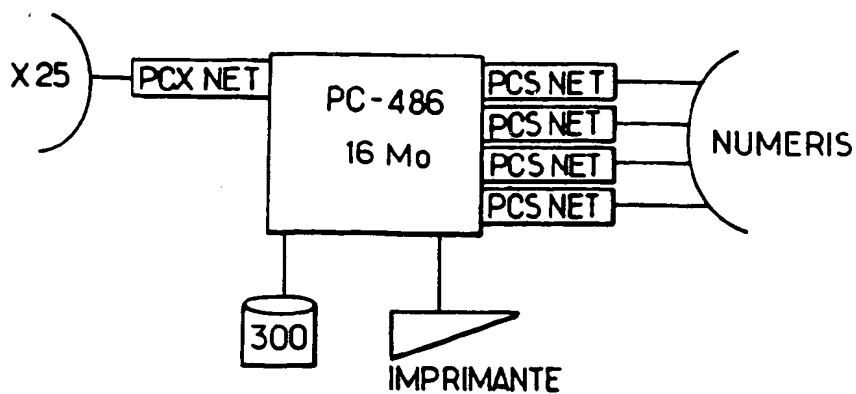 X25
PCX NET
PC-486
16 Mo
PCS NET
PCS NET
PCS NET
PCS NET
NUMERIS
300
IMPRIMANTE